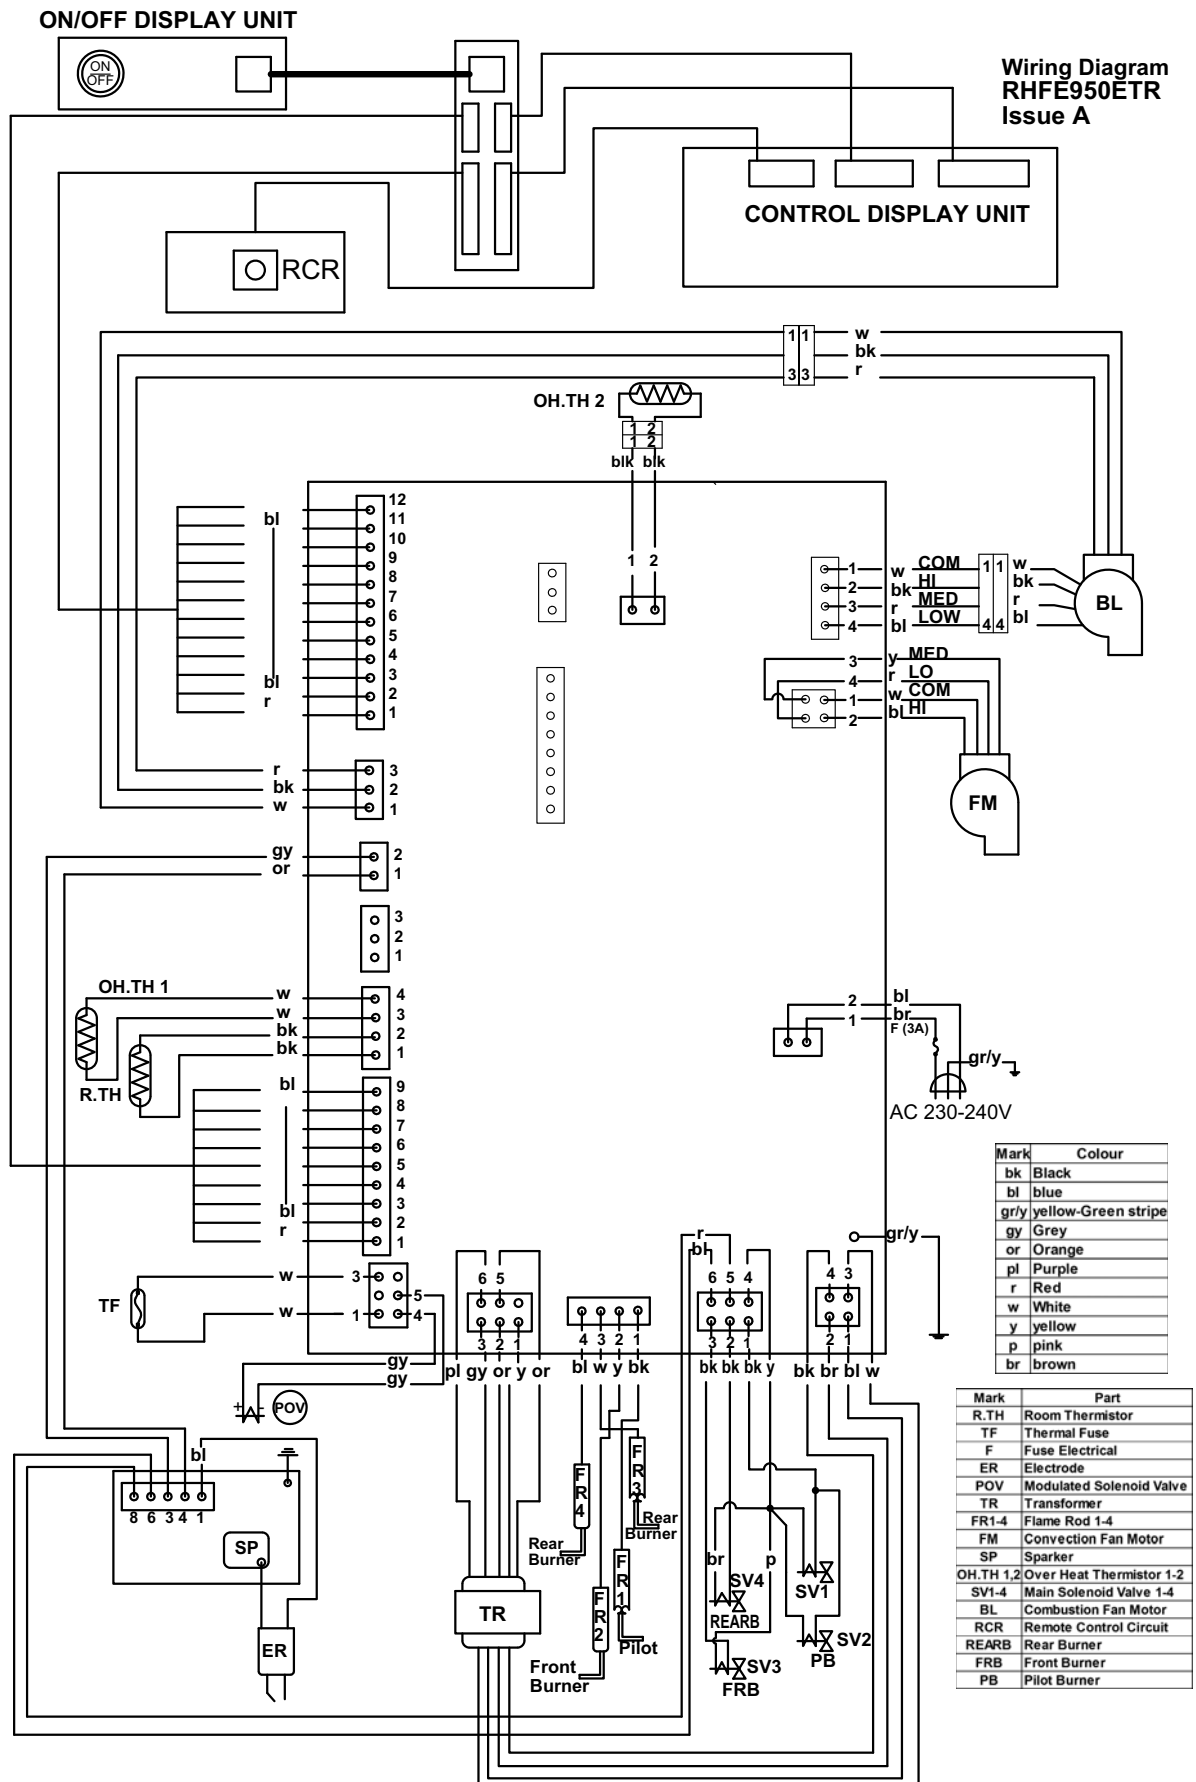 ON/OFF DISPLAY UNIT
ON
OFF
Wiring Diagram
RHFE950ETR
Issue A
CONTROL DISPLAY UNIT
RCR
1 1 w
bk
3 3 r
OH.TH 2
1 2
1 2
blk blk
1 2
12
bl 11
10
9
8
7
6
5
4
3
bl 2
r 1
1 w COM 1 1 w
2 bk HI bk
3 r MED r
4 bl LOW 4 4 bl
BL
3 y MED
4 r LO
1 w COM
2 bl HI
FM
r 3
bk 2
w 1
gy 2
or 1
3
2
1
OH.TH 1
w 4
w 3
bk 2
bk 1
R.TH
2 bl
1 br
F (3A)
gr/y
AC 230-240V
bl 9
8
7
6
5
4
3
bl 2
r 1
Mark Colour
bk Black
bl blue
gr/y yellow-Green stripe
gy Grey
or Orange
pl Purple
r Red
w White
y yellow
p pink
br brown
gr/y
r
bl
TF
w 3
5
w 1 4
gy
gy
6 5
3 2 1
pl gy or y or
4 3 2 1
bl w y bk
6 5 4
3 2 1
bk bk bk y
4 3
2 1
bk br bl w
+ -
POV
bl
8 6 3 4 1
SP
ER
TR
FR4
Rear
Burner
FR3
Rear
Burner
FR1
Pilot
FR2
Front
Burner
br p
SV4
REARB
SV1
SV2
PB
SV3
FRB
Mark Part
R.TH Room Thermistor
TF Thermal Fuse
F Fuse Electrical
ER Electrode
POV Modulated Solenoid Valve
TR Transformer
FR1-4 Flame Rod 1-4
FM Convection Fan Motor
SP Sparker
OH.TH 1,2 Over Heat Thermistor 1-2
SV1-4 Main Solenoid Valve 1-4
BL Combustion Fan Motor
RCR Remote Control Circuit
REARB Rear Burner
FRB Front Burner
PB Pilot Burner